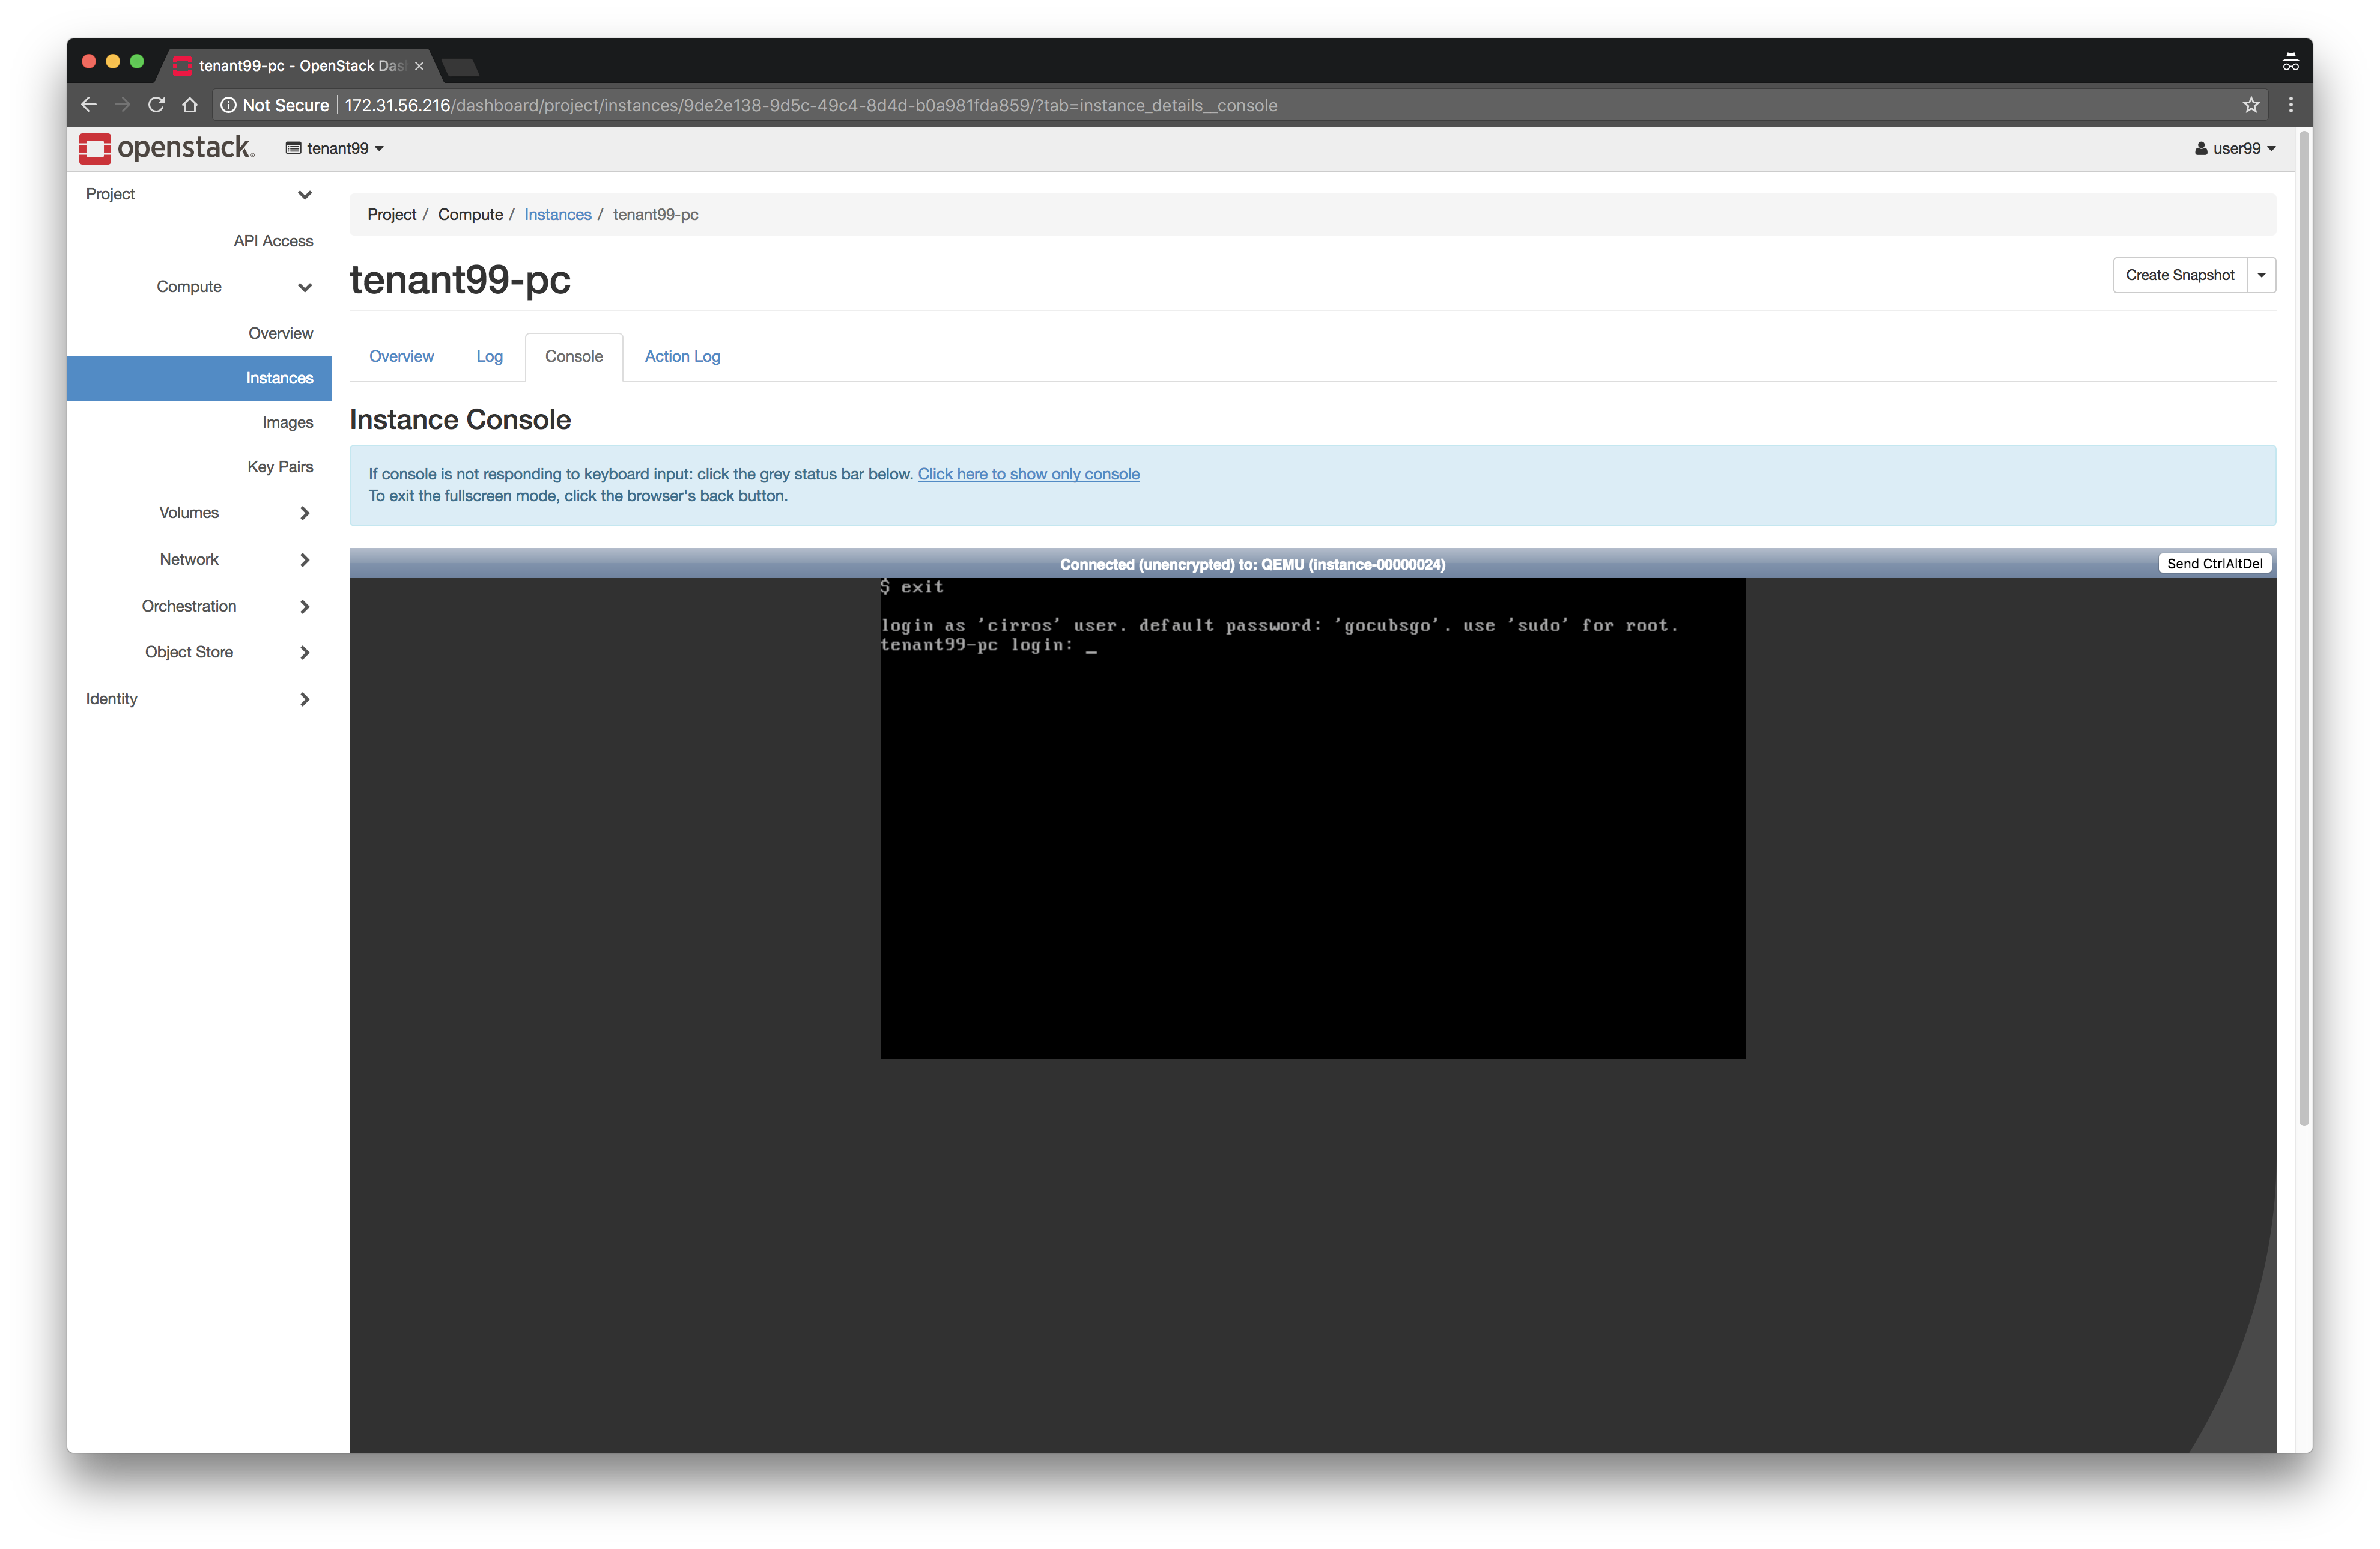 tenant99-pc - OpenStack Das
Not Secure 172.31.56.216/dashboard/project/instances/9de2e138-9d5c-49c4-8d4d-b0a981fda859/?tab=instance_details__console
openstack. tenant99 user99
Project
API Access
Compute
Overview
Instances
Images
Key Pairs
Volumes
Network
Orchestration
Object Store
Identity
Project / Compute / Instances / tenant99-pc
tenant99-pc
Create Snapshot
Overview Log Console Action Log
Instance Console
If console is not responding to keyboard input: click the grey status bar below. Click here to show only console
To exit the fullscreen mode, click the browser's back button.
Connected (unencrypted) to: QEMU (instance-00000024)
Send CtrlAltDel
$ exit
login as 'cirros' user. default password: 'gocubsgo'. use 'sudo' for root.
tenant99-pc login: _